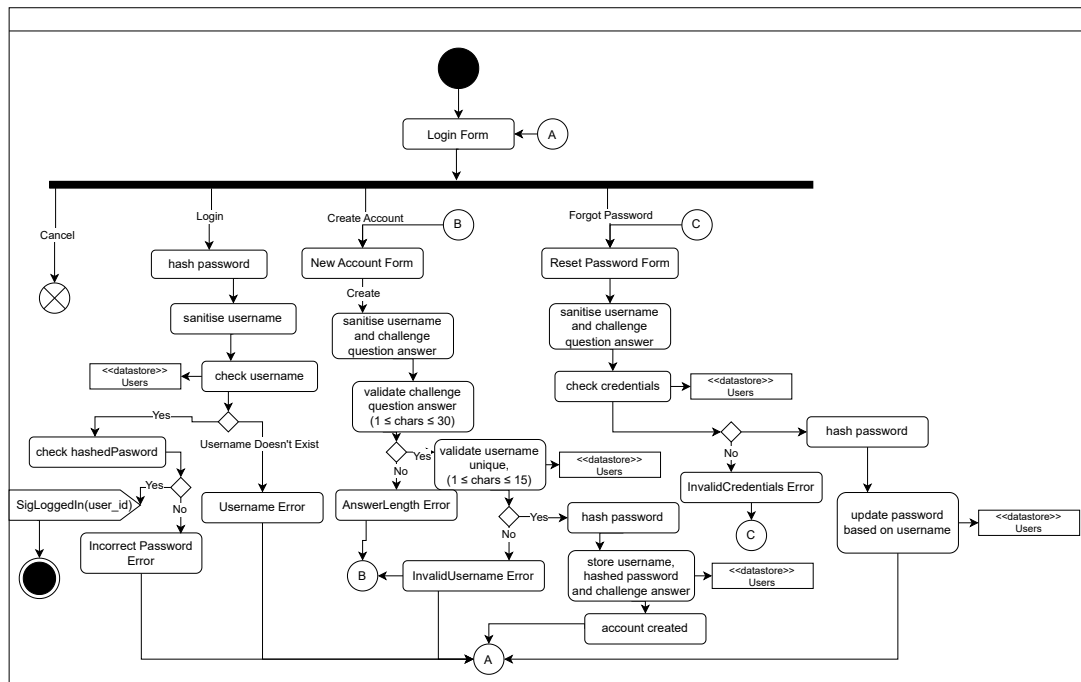 Login Form
A
Login
Create Account
Forgot Password
B
C
Cancel
hash password
New Account Form
Reset Password Form
Create
sanitise username
sanitise username
and challenge
question answer
sanitise username
and challenge
question answer
<<datastore>>
Users
check username
validate challenge
question answer
(1 ≤ chars ≤ 30)
check credentials
<<datastore>>
Users
Yes
Username Doesn't Exist
check hashedPasword
No
Yes
validate username
unique,
(1 ≤ chars ≤ 15)
<<datastore>>
Users
No
hash password
Yes
No
SigLoggedIn(user_id)
Username Error
AnswerLength Error
InvalidCredentials Error
No
Yes
hash password
C
update password
based on username
<<datastore>>
Users
Incorrect Password
Error
B
InvalidUsername Error
store username,
hashed password
and challenge answer
<<datastore>>
Users
account created
A